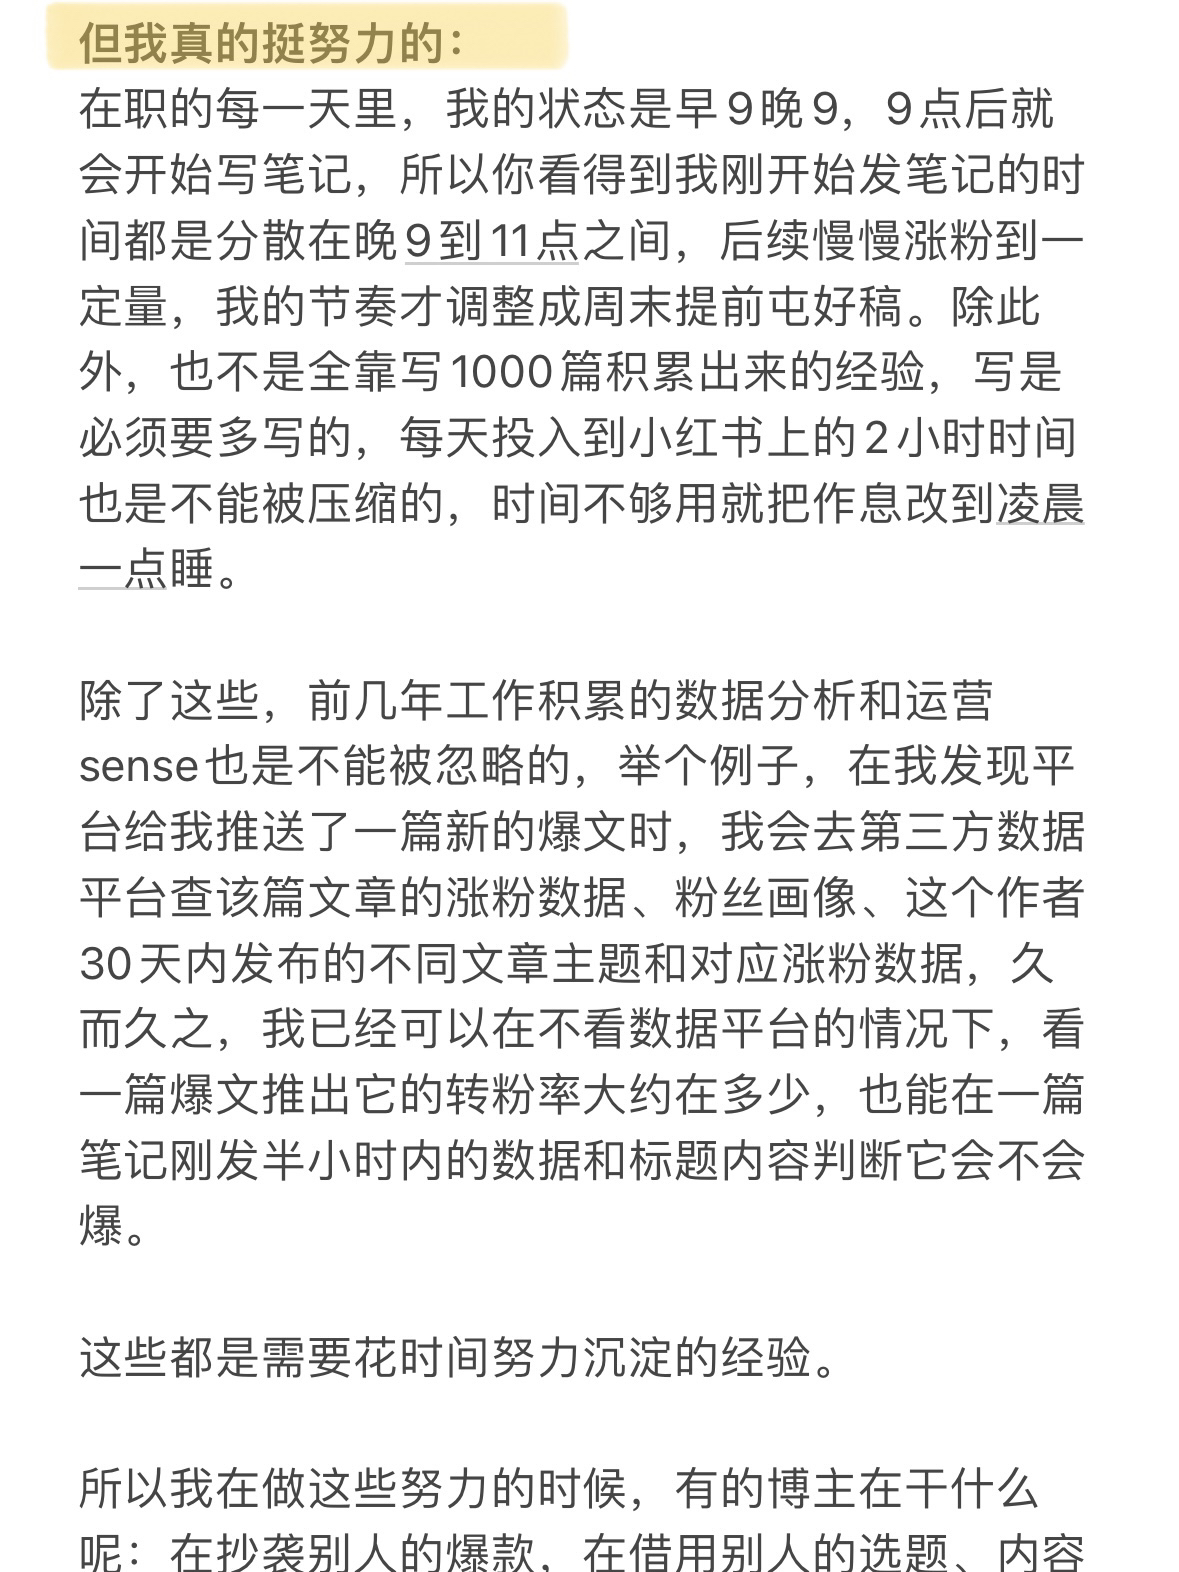 但我真的挺努力的：
在职的每一天里，我的状态是早9晚9，9点后就
会开始写笔记，所以你看得到我刚开始发笔记的时
间都是分散在晚9到11点之间，后续慢慢涨粉到一
定量，我的节奏才调整成周末提前屯好稿。除此
外，也不是全靠写1000篇积累出来的经验，写是
必须要多写的，每天投入到小红书上的2小时时间
也是不能被压缩的，时间不够用就把作息改到凌晨
一点睡。
除了这些，前几年工作积累的数据分析和运营
sense也是不能被忽略的，举个例子，在我发现平
台给我推送了一篇新的爆文时，我会去第三方数据
平台查该篇文章的涨粉数据、粉丝画像、这个作者
30天内发布的不同文章主题和对应涨粉数据，久
而久之，我已经可以在不看数据平台的情况下，看
一篇爆文推出它的转粉率大约在多少，也能在一篇
笔记刚发半小时内的数据和标题内容判断它会不会
爆。
这些都是需要花时间努力沉淀的经验。
所以我在做这些努力的时候，有的博主在干什么
呢：在抄袭别人的爆款，在借用别人的选题、内容